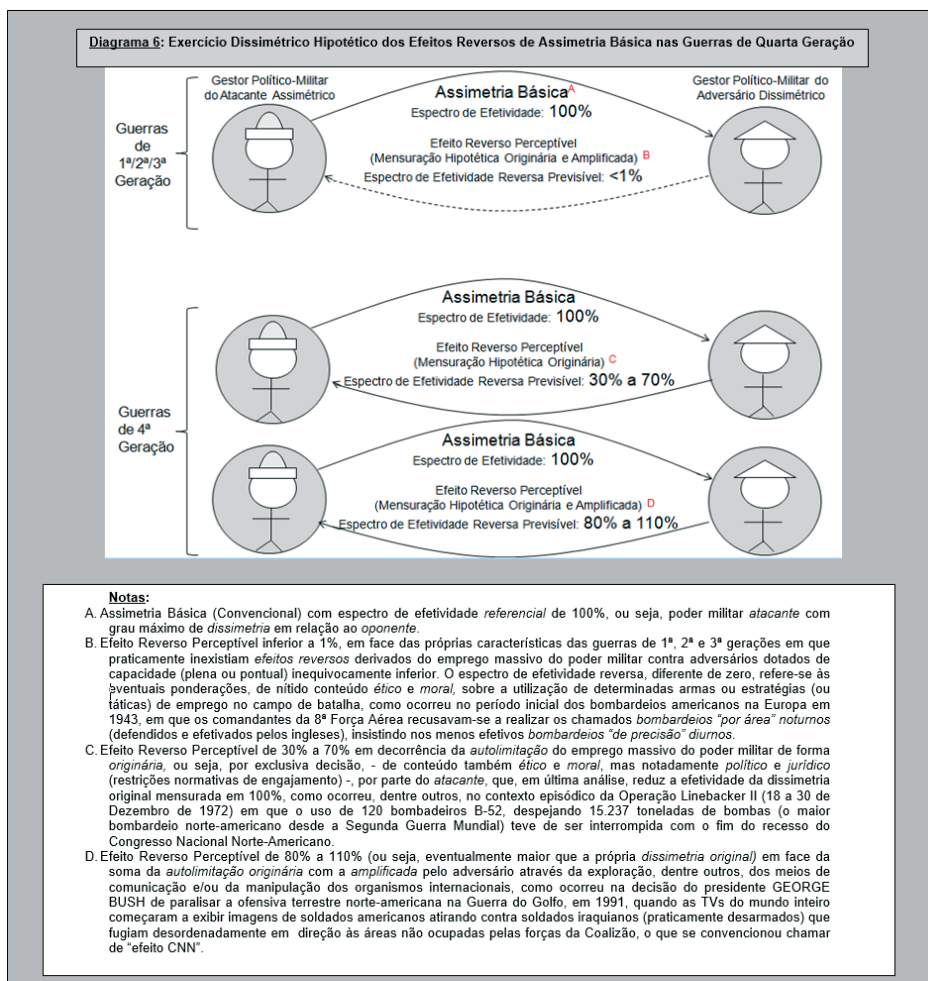 Diagrama 6: Exercício Dissimétrico Hipotético dos Efeitos Reversos de Assimetria Básica nas Guerras de Quarta Geração
Gestor Político-Militar
do Atacante Assimétrico
Gestor Político-Militar do
Adversário Dissimétrico
Guerras
de
1ª/2ª/3ª
Geração
Assimetria Básica A
Espectro de Efetividade: 100%
Efeito Reverso Perceptível
(Mensuração Hipotética Originária e Amplificada) B
Espectro de Efetividade Reversa Previsível: <1%
Guerras
de 4ª
Geração
Assimetria Básica
Espectro de Efetividade: 100%
Efeito Reverso Perceptível
(Mensuração Hipotética Originária) C
Espectro de Efetividade Reversa Previsível: 30% a 70%
Assimetria Básica
Espectro de Efetividade: 100%
Efeito Reverso Perceptível
(Mensuração Hipotética Originária e Amplificada) D
Espectro de Efetividade Reversa Previsível: 80% a 110%
Notas:
A. Assimetria Básica (Convencional) com espectro de efetividade referencial de 100%, ou seja, poder militar atacante com
grau máximo de dissimetria em relação ao oponente.
B. Efeito Reverso Perceptível inferior a 1%, em face das próprias características das guerras de 1ª, 2ª e 3ª gerações em que
praticamente inexistiam efeitos reversos derivados do emprego massivo do poder militar contra adversários dotados de
capacidade (plena ou pontual) inequivocamente inferior. O espectro de efetividade reversa, diferente de zero, refere-se às
eventuais ponderações, de nítido conteúdo ético e moral, sobre a utilização de determinadas armas ou estratégias (ou
táticas) de emprego no campo de batalha, como ocorreu no período inicial dos bombardeios americanos na Europa em
1943, em que os comandantes da 8ª Força Aérea recusavam-se a realizar os chamados bombardeios "por área" noturnos
(defendidos e efetivados pelos ingleses), insistindo nos menos efetivos bombardeios "de precisão" diurnos.
C. Efeito Reverso Perceptível de 30% a 70% em decorrência da autolimitação do emprego massivo do poder militar de forma
originária, ou seja, por exclusiva decisão, - de conteúdo também ético e moral, mas notadamente político e jurídico
(restrições normativas de engajamento) -, por parte do atacante, que, em última análise, reduz a efetividade da dissimetria
original mensurada em 100%, como ocorreu, dentre outros, no contexto episódico da Operação Linebacker II (18 a 30 de
Dezembro de 1972) em que o uso de 120 bombadeiros B-52, despejando 15.237 toneladas de bombas (o maior
bombardeio norte-americano desde a Segunda Guerra Mundial) teve de ser interrompida com o fim do recesso do
Congresso Nacional Norte-Americano.
D. Efeito Reverso Perceptível de 80% a 110% (ou seja, eventualmente maior que a própria dissimetria original) em face da
soma da autolimitação originária com a amplificada pelo adversário através da exploração, dentre outros, dos meios de
comunicação e/ou da manipulação dos organismos internacionais, como ocorreu na decisão do presidente GEORGE
BUSH de paralisar a ofensiva terrestre norte-americana na Guerra do Golfo, em 1991, quando as TVs do mundo inteiro
começaram a exibir imagens de soldados americanos atirando contra soldados iraquianos (praticamente desarmados) que
fugiam desordenadamente em direção às áreas não ocupadas pelas forças da Coalizão, o que se convencionou chamar
de "efeito CNN".